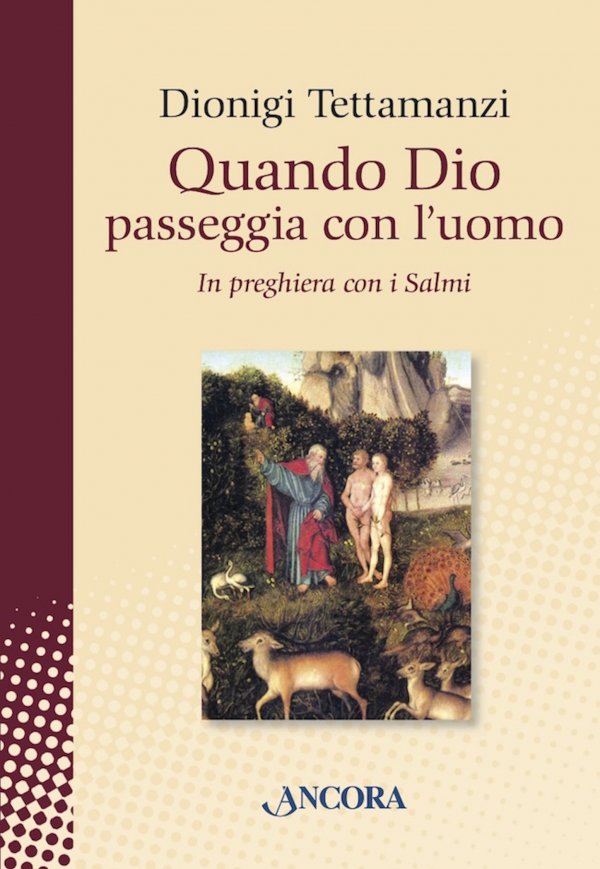 Dionigi Tettamanzi
Quando Dio
passeggia con l'uomo
In preghiera con i Salmi
ANCORA